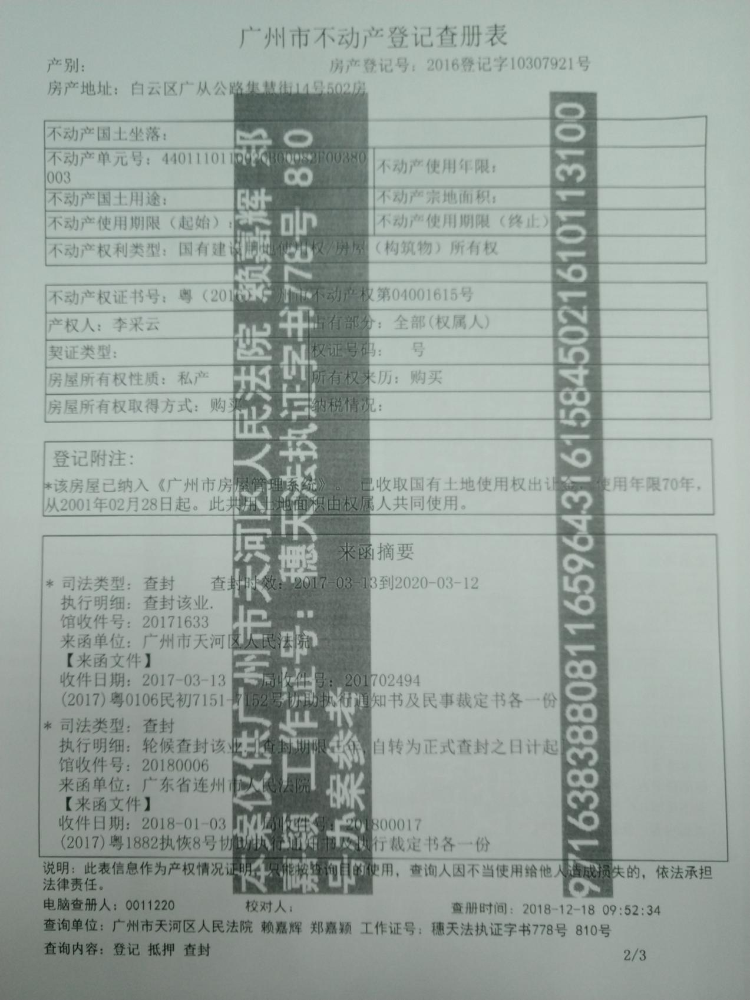 广州市不动产登记查册表
产别：
房产登记号：2016登记字10307921号
房产地址：白云区广从公路集慧街14号502房
不动产国土坐落：
不动产单元号：
003
不动产使用年限：
不动产国土用途：
不动产宗地面积：
不动产使用期限（起始）：
不动产使用期限（终止）
不动产权利类型：国有建设用地使用权/房屋（构筑物）所有权
不动产权证书号：粤（2016）广州市不动产权第04001615号
产权人：李采云
占有部分：全部(权属人)
契证类型：
权证号码： 号
房屋所有权性质：私产
所有权来历：购买
房屋所有权取得方式：购买
纳税情况：
登记附注：
*该房屋已纳入《广州市房屋管理系统》。 已收取国有土地使用权出让金，使用年限70年，
从2001年02月28日起。此共用土地面积由权属人共同使用。
来函摘要
* 司法类型：查封 查封时效：2017-03-13到2020-03-12
执行明细：查封该业.
馆收件号：20171633
来函单位：广州市天河区人民法院
【来函文件】
收件日期：2017-03-13 局收件号：201702494
(2017)粤0106民初7151-7152号协助执行通知书及民事裁定书各一份
* 司法类型：查封
执行明细：轮候查封该业 查封期限 年,自转为正式查封之日计起
馆收件号：20180006
来函单位：广东省连州市人民法院
【来函文件】
收件日期：2018-01-03 局收件号：201800017
(2017)粤1882执恢8号协助执行通知书及执行裁定书各一份
说明：此表信息作为产权情况证明，只能按查询目的使用，查询人因不当使用给他人造成损失的，依法承担
法律责任。
电脑查册人：0011220 校对人： 查册时间：2018-12-18 09:52:34
查询单位：广州市天河区人民法院 赖嘉辉 郑嘉颖 工作证号：穗天法执证字书778号 810号
查询内容：登记 抵押 查封
2/3
本案仅供广州市天河区人民法院 赖嘉辉 郑
嘉颖 工作证号：穗天法执证字书778号 810
号办案参考